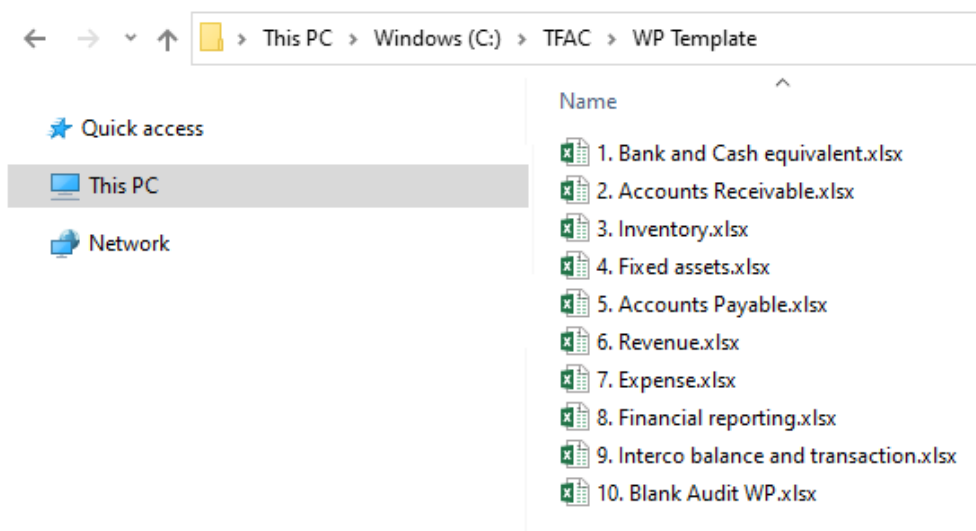 This PC > Windows (C:) > TFAC > WP Template
Quick access
This PC
Network
Name
1. Bank and Cash equivalent.xlsx
2. Accounts Receivable.xlsx
3. Inventory.xlsx
4. Fixed assets.xlsx
5. Accounts Payable.xlsx
6. Revenue.xlsx
7. Expense.xlsx
8. Financial reporting.xlsx
9. Interco balance and transaction.xlsx
10. Blank Audit WP.xlsx